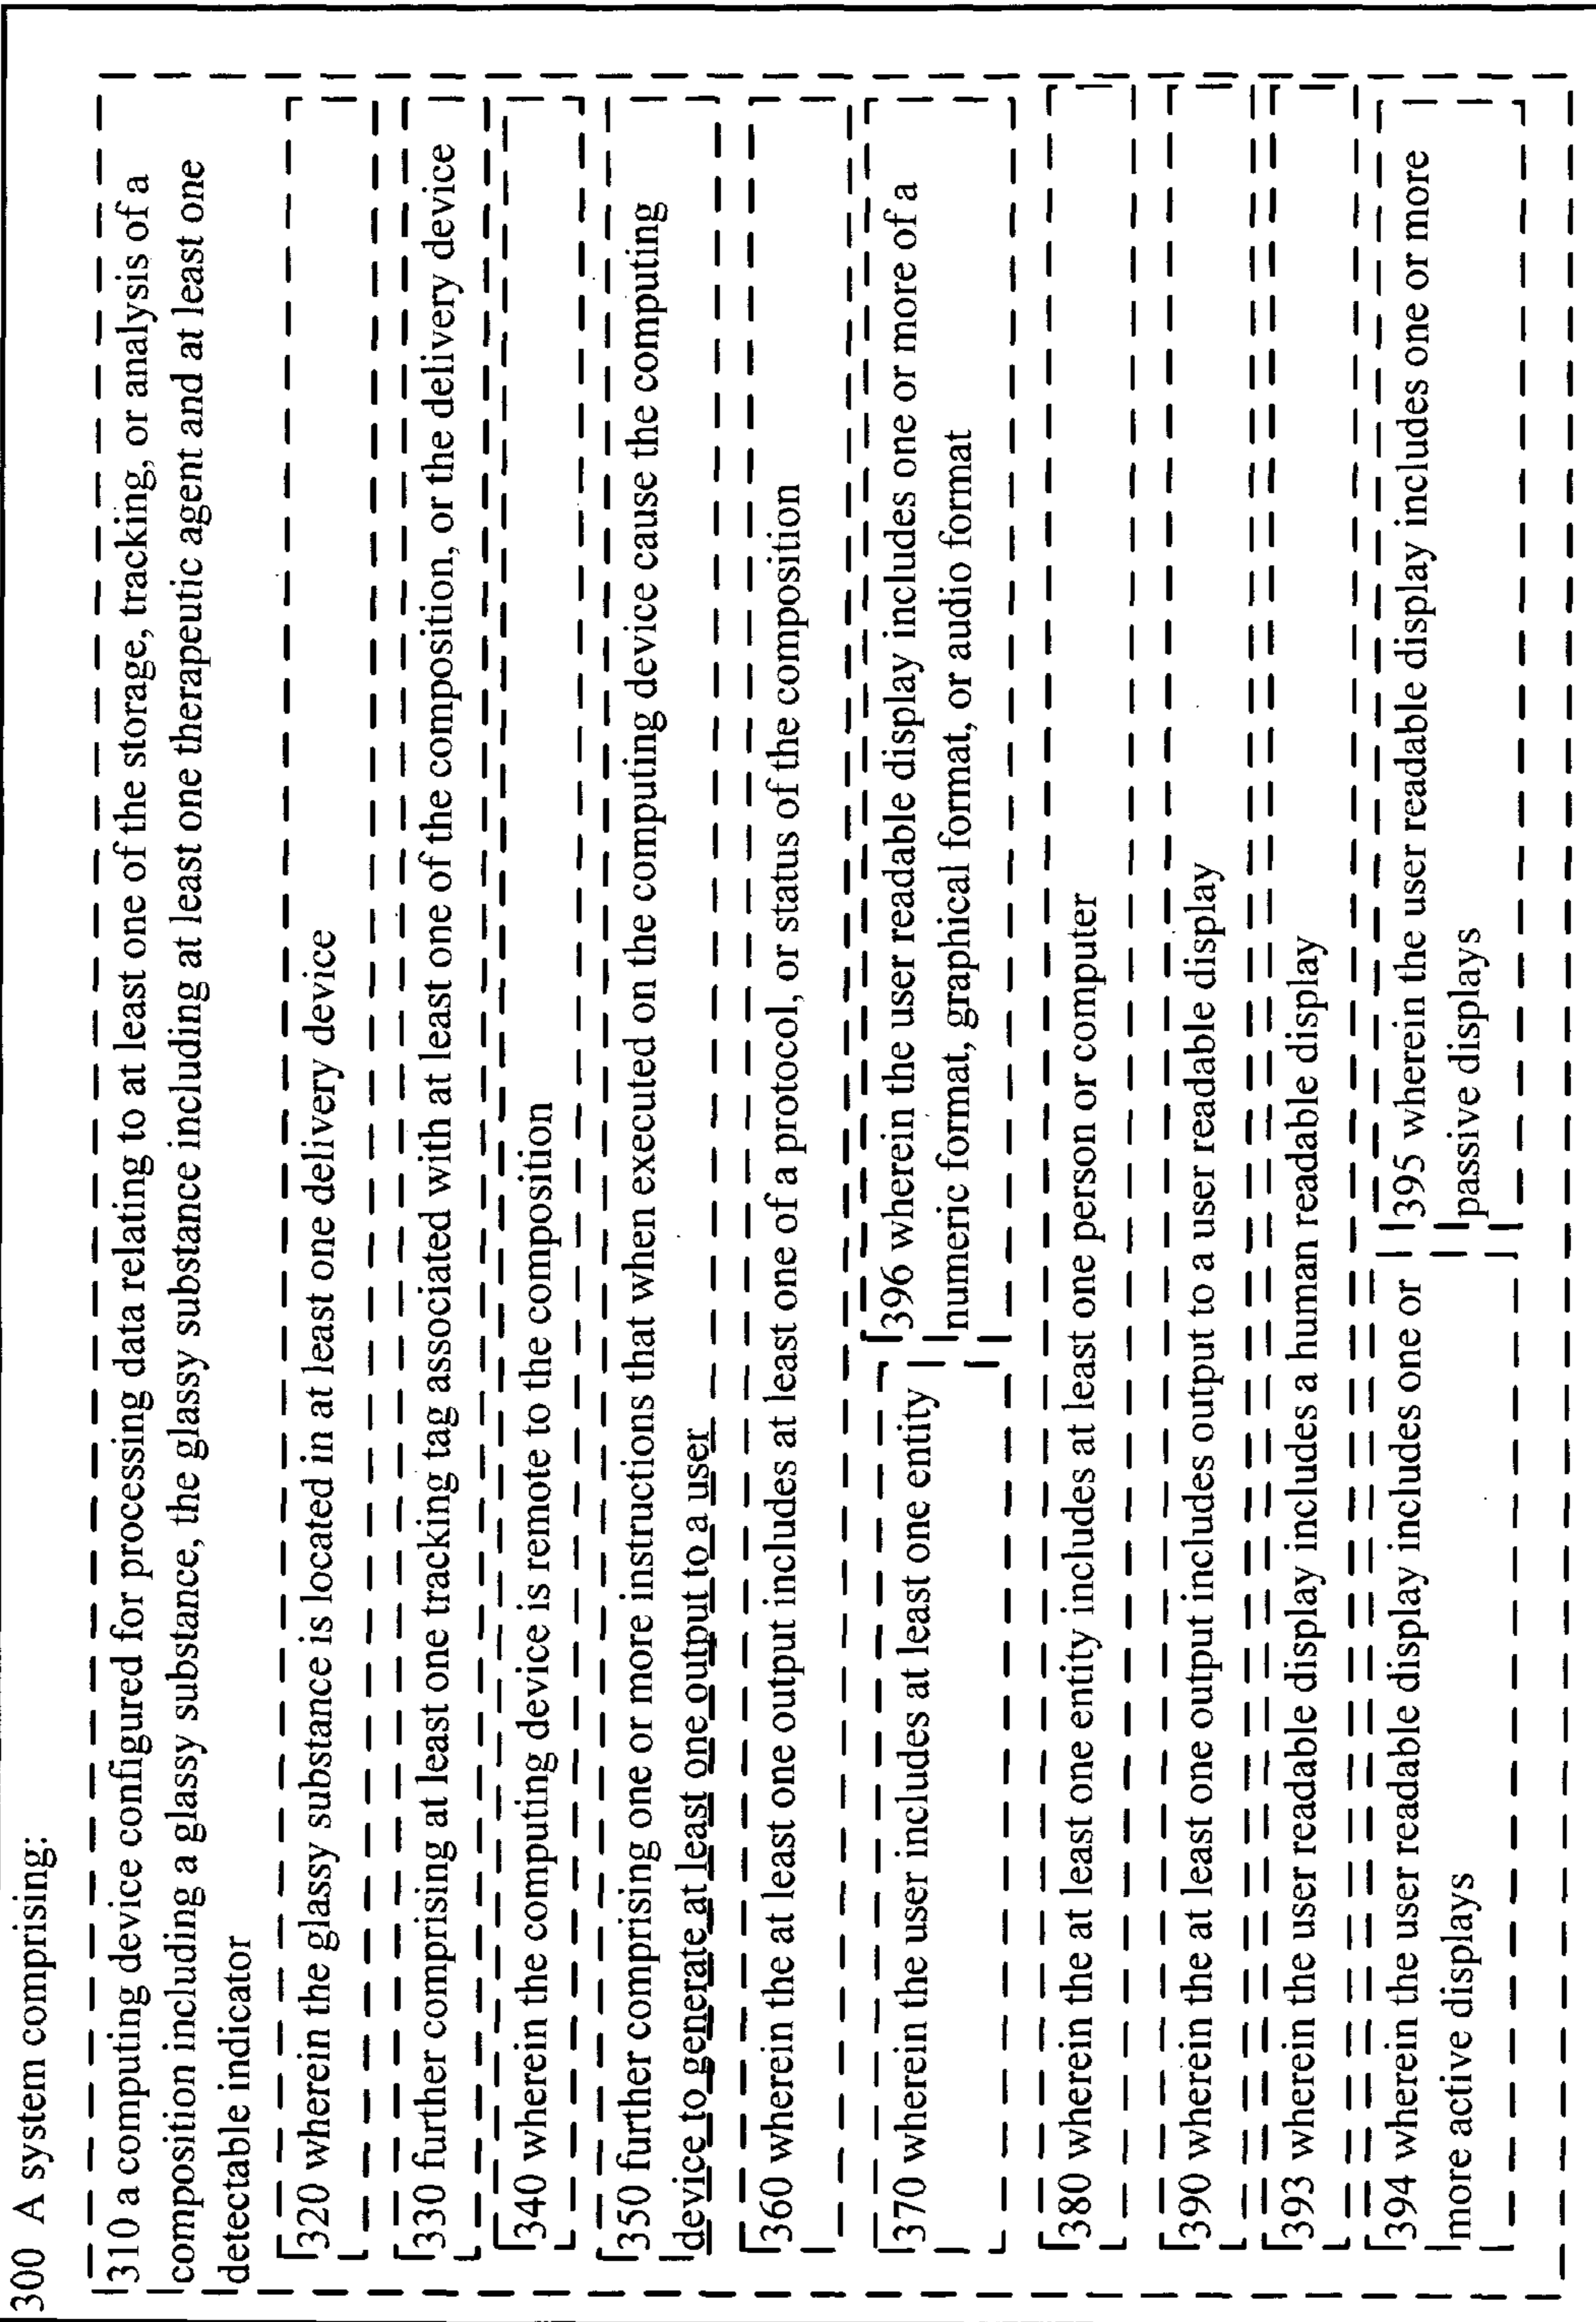 300 A system comprising:
310 a computing device configured for processing data relating to at least one of the storage, tracking, or analysis of a
composition including a glassy substance, the glassy substance including at least one therapeutic agent and at least one
detectable indicator
320 wherein the glassy substance is located in at least one delivery device
330 further comprising at least one tracking tag associated with at least one of the composition, or the delivery device
340 wherein the computing device is remote to the composition
350 further comprising one or more instructions that when executed on the computing device cause the computing
device to generate at least one output to a user
360 wherein the at least one output includes at least one of a protocol, or status of the composition
370 wherein the user includes at least one entity
396 wherein the user readable display includes one or more of a
numeric format, graphical format, or audio format
380 wherein the at least one entity includes at least one person or computer
390 wherein the at least one output includes output to a user readable display
393 wherein the user readable display includes a human readable display
394 wherein the user readable display includes one or
more active displays
395 wherein the user readable display includes one or more
passive displays